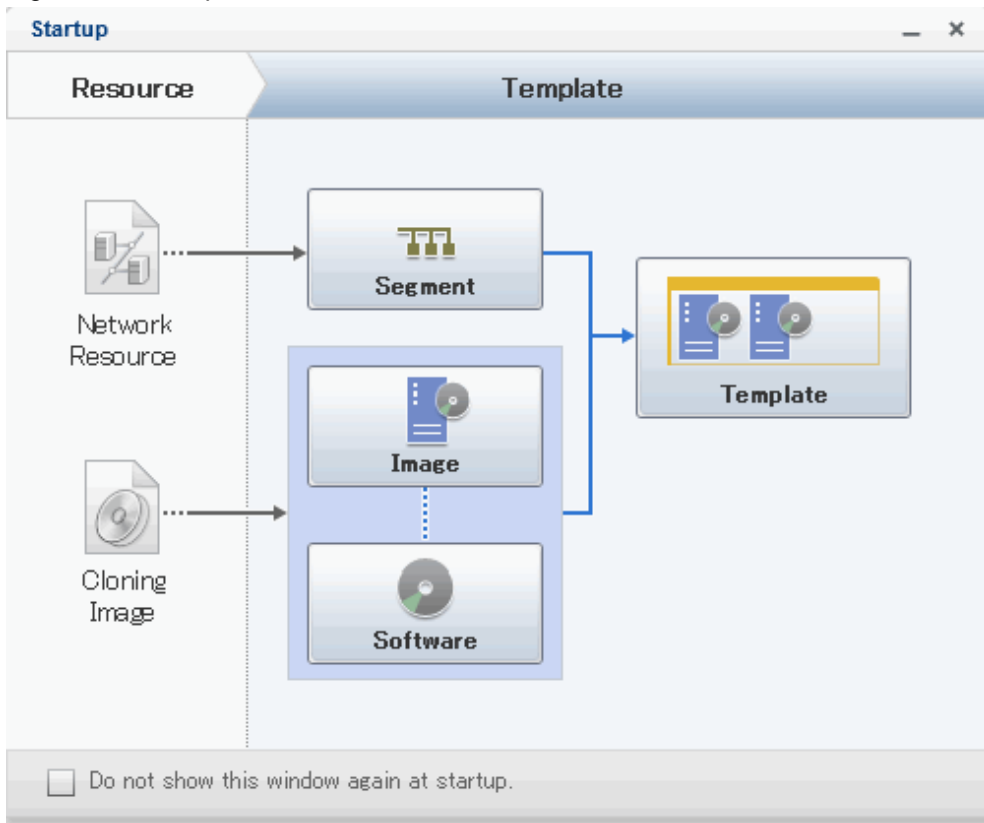 Startup
Resource
Template
Segment
Network
Resource
Template
Image
Cloning
Image
Software
Do not show this window again at startup.